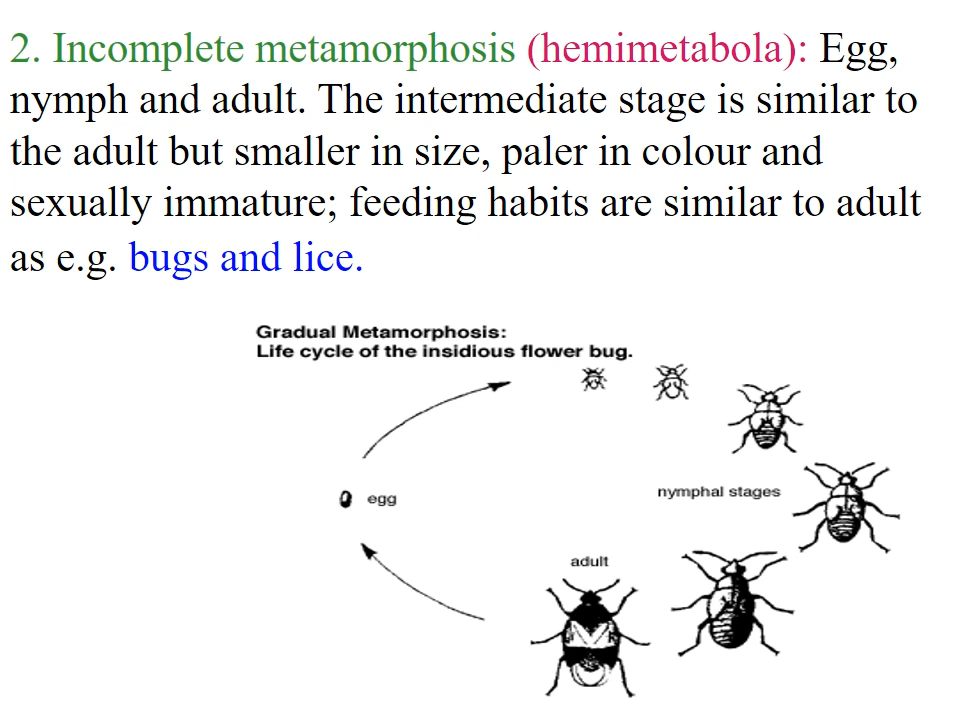 2. Incomplete metamorphosis (hemimetabola): Egg,
nymph and adult. The intermediate stage is similar to
the adult but smaller in size, paler in colour and
sexually immature; feeding habits are similar to adult
as e.g. bugs and lice.
Gradual Metamorphosis:
Life cycle of the insidious flower bug.
egg
nymphal stages
adult